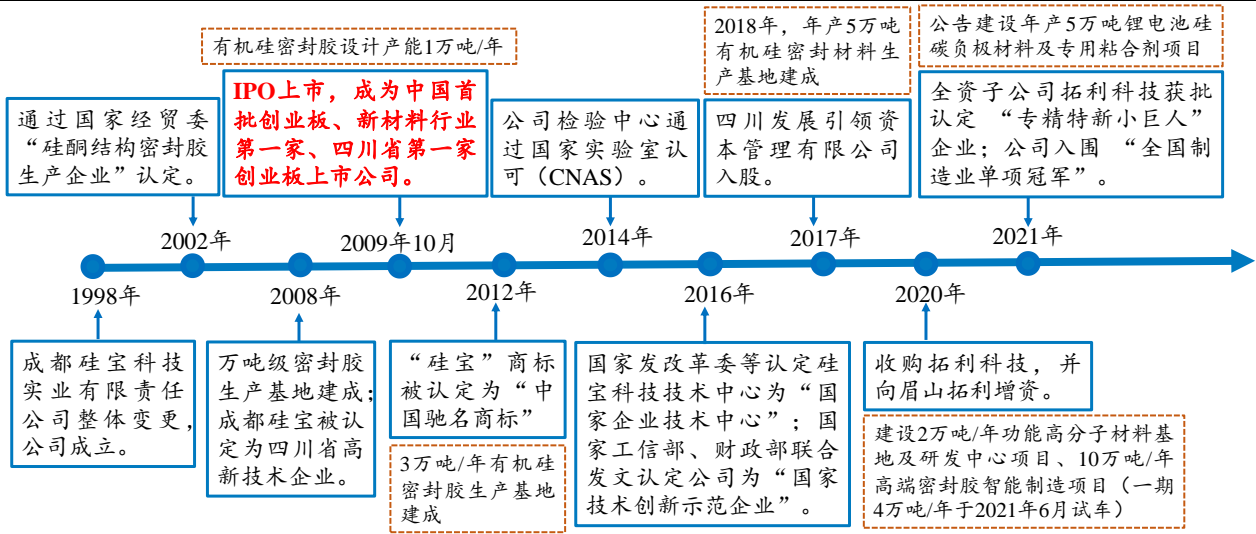 有机硅密封胶设计产能1万吨/年
2018年，年产5万吨
有机硅密封材料生
产基地建成
公告建设年产5万吨锂电池硅
碳负极材料及专用粘合剂项目
通过国家经贸委
“硅酮结构密封胶
生产企业”认定。
IPO上市，成为中国首
批创业板、新材料行业
第一家、四川省第一家
创业板上市公司。
公司检验中心通
过国家实验室认
可（CNAS）。
四川发展引领资
本管理有限公司
入股。
全资子公司拓利科技获批
认定 “专精特新小巨人”
企业；公司入围 “全国制
造业单项冠军”。
2002年
2009年10月
2014年
2017年
2021年
1998年
2008年
2012年
2016年
2020年
成都硅宝科技
实业有限责任
公司整体变更，
公司成立。
万吨级密封胶
生产基地建成；
成都硅宝被认
定为四川省高
新技术企业。
“硅宝”商标
被认定为“中
国驰名商标”
3万吨/年有机硅
密封胶生产基地
建成
国家发改革委等认定硅
宝科技技术中心为“国
家企业技术中心”；国
家工信部、财政部联合
发文认定公司为“国家
技术创新示范企业”。
收购拓利科技，并
向眉山拓利增资。
建设2万吨/年功能高分子材料基
地及研发中心项目、10万吨/年
高端密封胶智能制造项目（一期
4万吨/年于2021年6月试车）